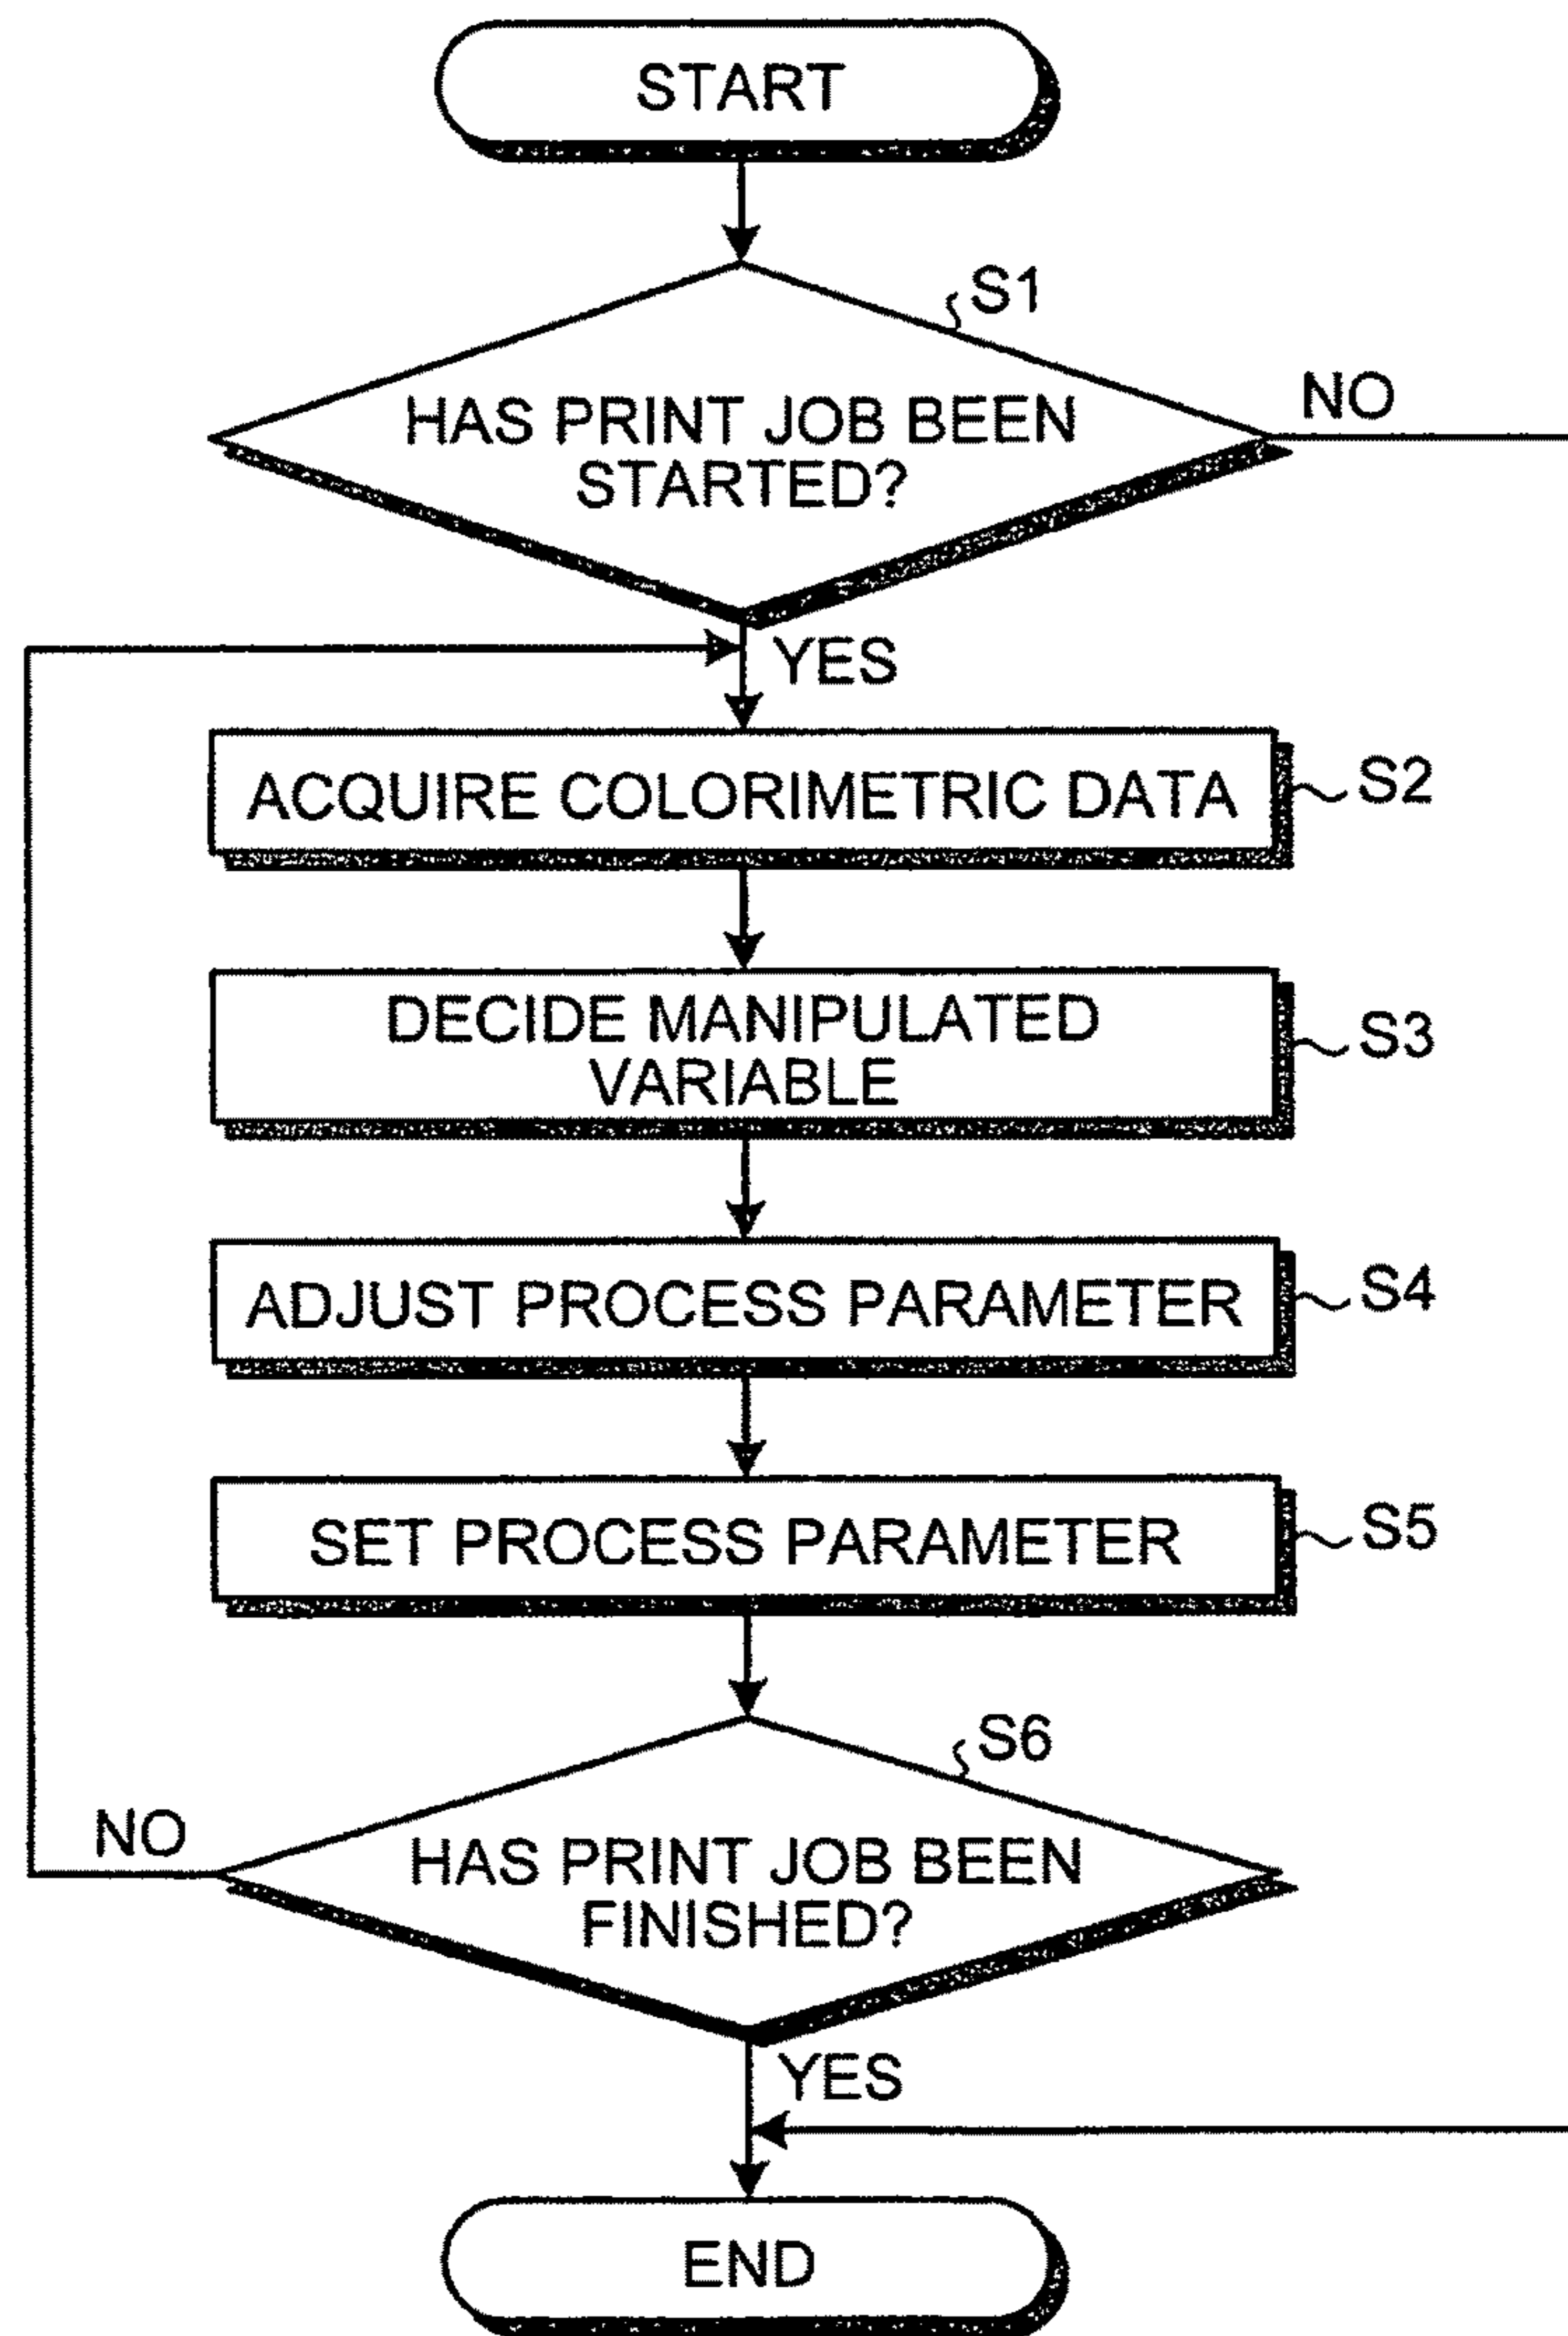 START
S1
HAS PRINT JOB BEEN
STARTED?
NO
YES
ACQUIRE COLORIMETRIC DATA
S2
DECIDE MANIPULATED
VARIABLE
S3
ADJUST PROCESS PARAMETER
S4
SET PROCESS PARAMETER
S5
S6
NO
HAS PRINT JOB BEEN
FINISHED?
YES
END